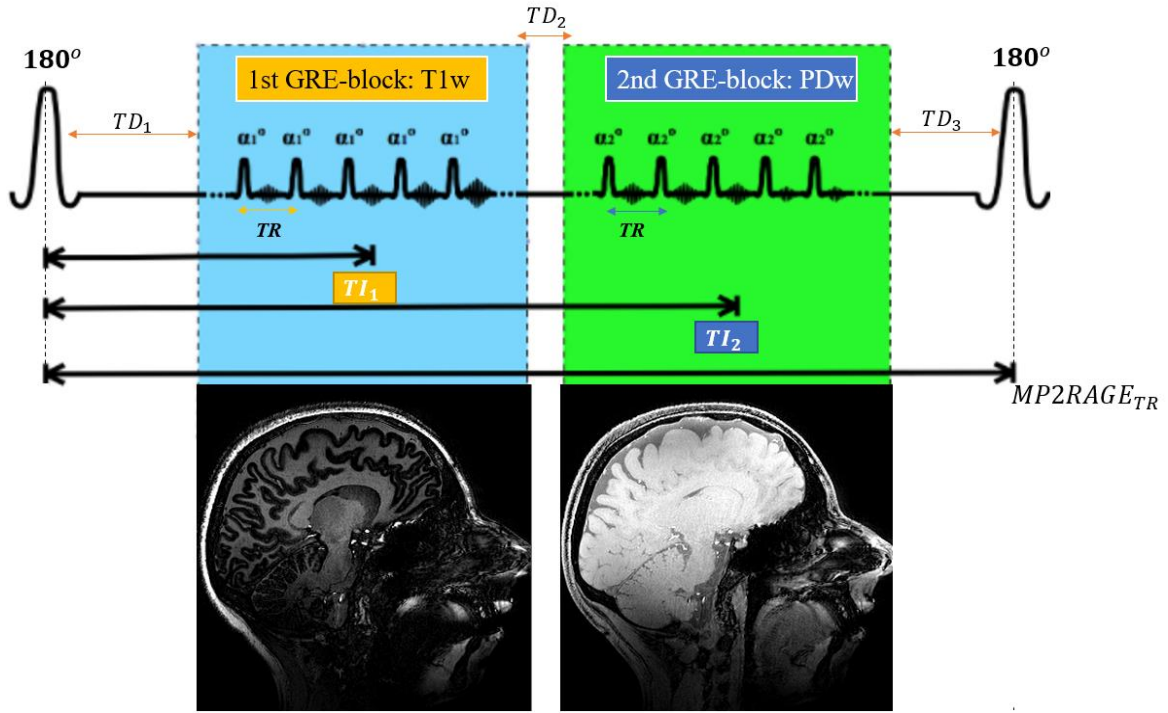 TD₂
180°
180°
1st GRE-block: T1w
2nd GRE-block: PDw
TD₁
TD₃
α₁° α₁° α₁° α₁° α₁°
α₂° α₂° α₂° α₂° α₂°
TR
TR
TI₁
TI₂
MP2RAGE_TR